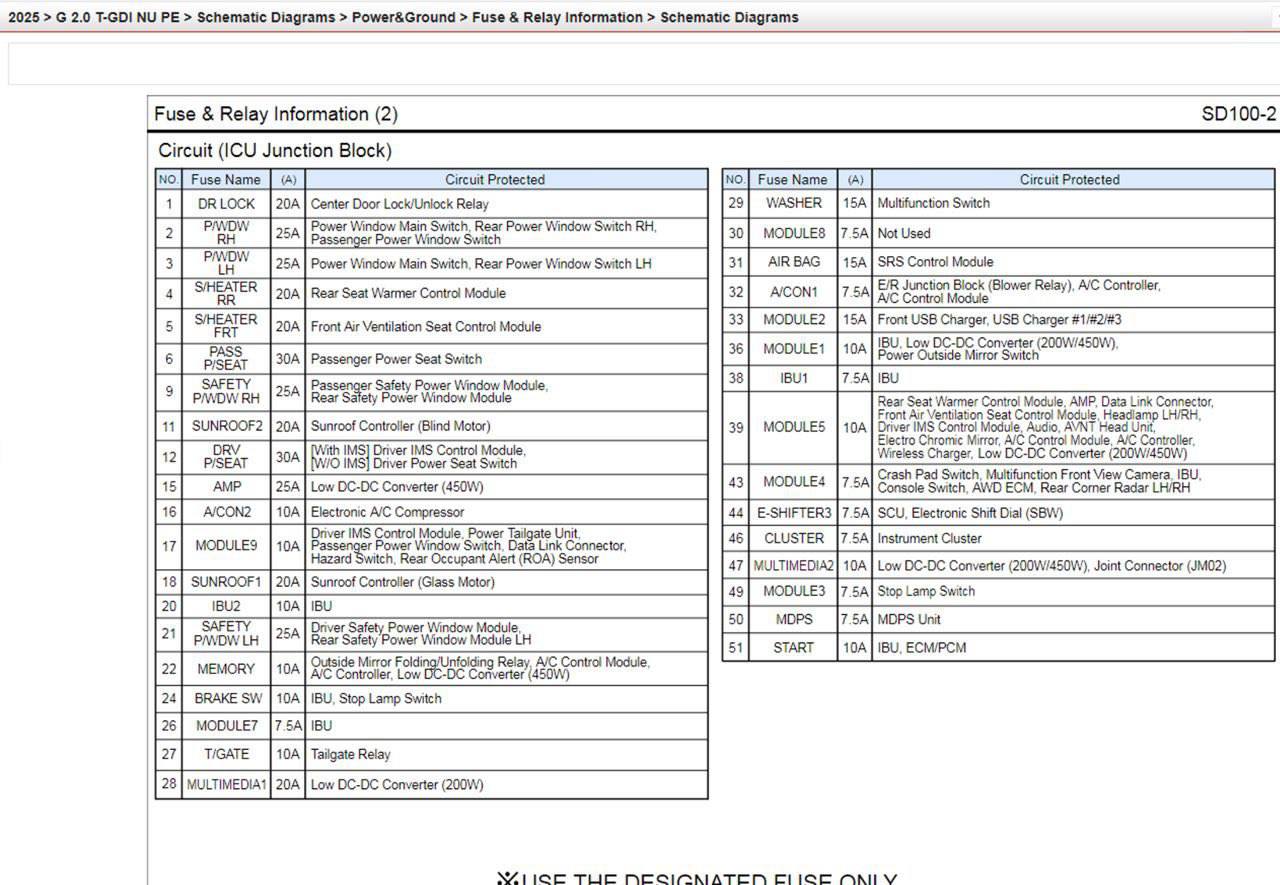 2025 > G 2.0 T-GDI NU PE > Schematic Diagrams > Power&Ground > Fuse & Relay Information > Schematic Diagrams
Fuse & Relay Information (2) SD100-2
Circuit (ICU Junction Block)
NO. Fuse Name (A) Circuit Protected
1 DR LOCK 20A Center Door Lock/Unlock Relay
2 P/WDW RH 25A Power Window Main Switch, Rear Power Window Switch RH,
Passenger Power Window Switch
3 P/WDW LH 25A Power Window Main Switch, Rear Power Window Switch LH
4 S/HEATER RR 20A Rear Seat Warmer Control Module
5 S/HEATER FRT 20A Front Air Ventilation Seat Control Module
6 PASS P/SEAT 30A Passenger Power Seat Switch
9 SAFETY P/WDW RH 25A Passenger Safety Power Window Module,
Rear Safety Power Window Module
11 SUNROOF2 20A Sunroof Controller (Blind Motor)
12 DRV P/SEAT 30A [With IMS] Driver IMS Control Module,
[W/O IMS] Driver Power Seat Switch
15 AMP 25A Low DC-DC Converter (450W)
16 A/CON2 10A Electronic A/C Compressor
17 MODULE9 10A Driver IMS Control Module, Power Tailgate Unit,
Passenger Power Window Switch, Data Link Connector,
Hazard Switch, Rear Occupant Alert (ROA) Sensor
18 SUNROOF1 20A Sunroof Controller (Glass Motor)
20 IBU2 10A IBU
21 SAFETY P/WDW LH 25A Driver Safety Power Window Module,
Rear Safety Power Window Module LH
22 MEMORY 10A Outside Mirror Folding/Unfolding Relay, A/C Control Module,
A/C Controller, Low DC-DC Converter (450W)
24 BRAKE SW 10A IBU, Stop Lamp Switch
26 MODULE7 7.5A IBU
27 T/GATE 10A Tailgate Relay
28 MULTIMEDIA1 20A Low DC-DC Converter (200W)
NO. Fuse Name (A) Circuit Protected
29 WASHER 15A Multifunction Switch
30 MODULE8 7.5A Not Used
31 AIR BAG 15A SRS Control Module
32 A/CON1 7.5A E/R Junction Block (Blower Relay), A/C Controller,
A/C Control Module
33 MODULE2 15A Front USB Charger, USB Charger #1/#2/#3
36 MODULE1 10A IBU, Low DC-DC Converter (200W/450W),
Power Outside Mirror Switch
38 IBU1 7.5A IBU
39 MODULE5 10A Rear Seat Warmer Control Module, AMP, Data Link Connector,
Front Air Ventilation Seat Control Module, Headlamp LH/RH,
Driver IMS Control Module, Audio, AVNT Head Unit,
Electro Chromic Mirror, A/C Control Module, A/C Controller,
Wireless Charger, Low DC-DC Converter (200W/450W)
43 MODULE4 7.5A Crash Pad Switch, Multifunction Front View Camera, IBU,
Console Switch, AWD ECM, Rear Corner Radar LH/RH
44 E-SHIFTER3 7.5A SCU, Electronic Shift Dial (SBW)
46 CLUSTER 7.5A Instrument Cluster
47 MULTIMEDIA2 10A Low DC-DC Converter (200W/450W), Joint Connector (JM02)
49 MODULE3 7.5A Stop Lamp Switch
50 MDPS 7.5A MDPS Unit
51 START 10A IBU, ECM/PCM
※USE THE DESIGNATED FUSE ONLY